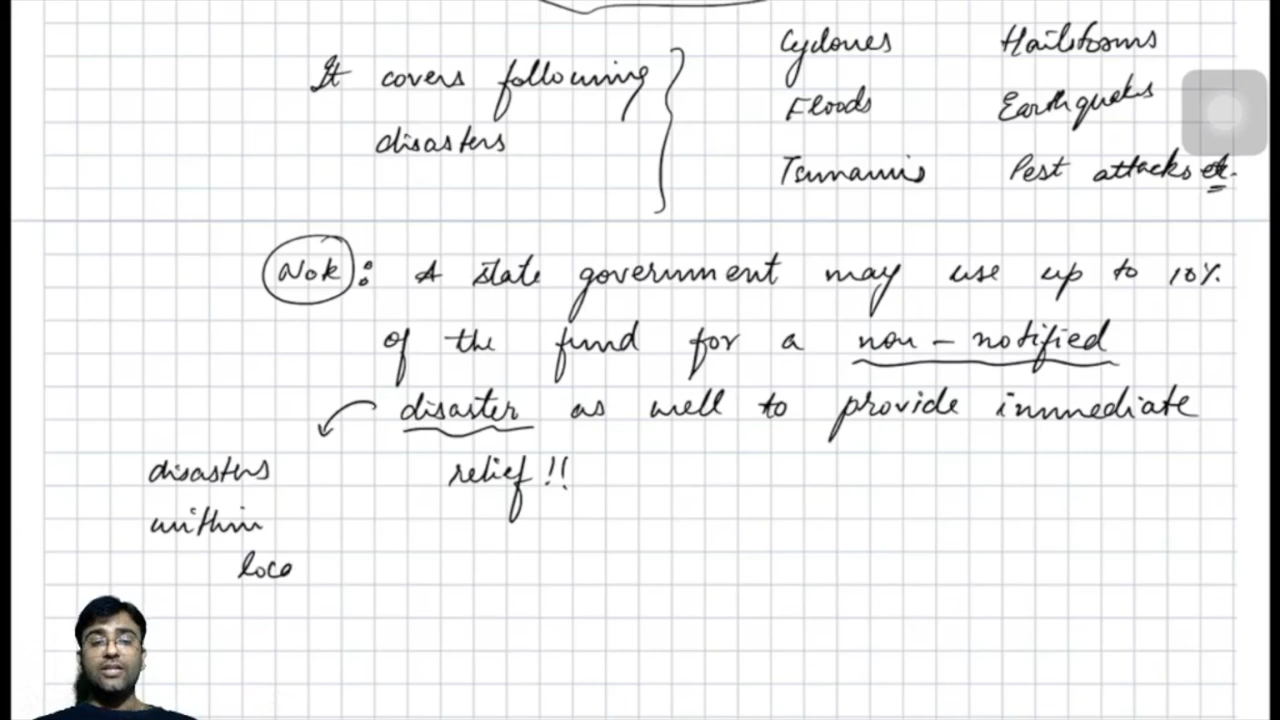 Cyclones Hailstorms
It covers following
Floods Earthquakes
disasters
Tsunamis Pest attacks etc.
Note : A state government may use up to 10%
of the fund for a non-notified
disaster as well to provide immediate
disasters relief !!
within
loca